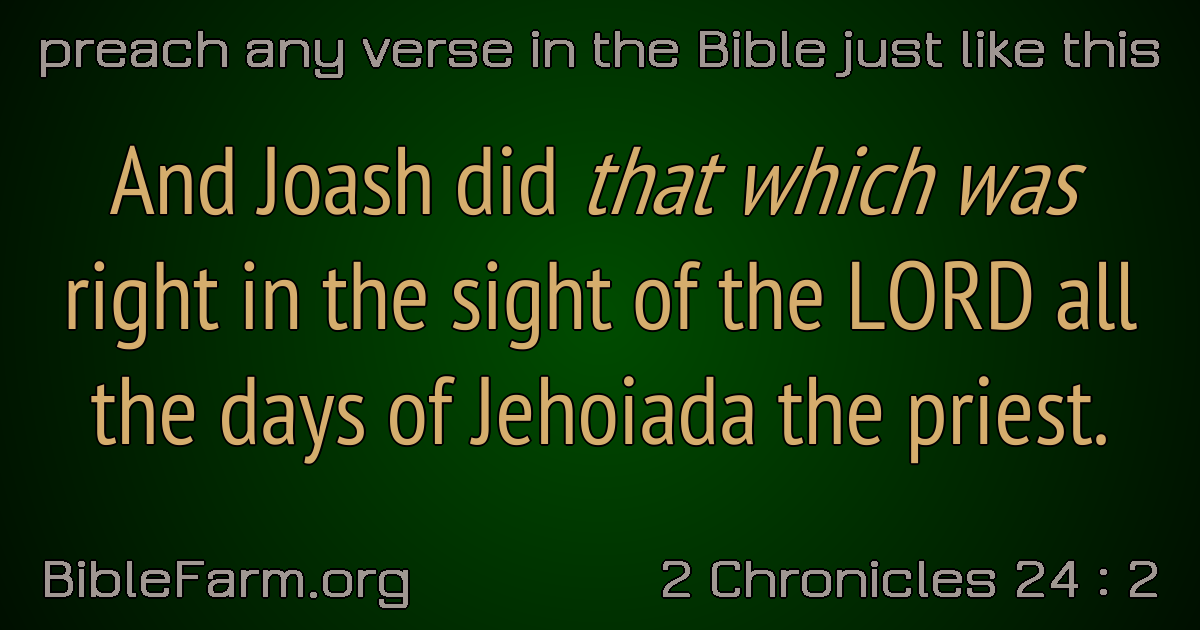 preach any verse in the Bible just like this
And Joash did that which was
right in the sight of the LORD all
the days of Jehoiada the priest.
BibleFarm.org
2 Chronicles 24 : 2